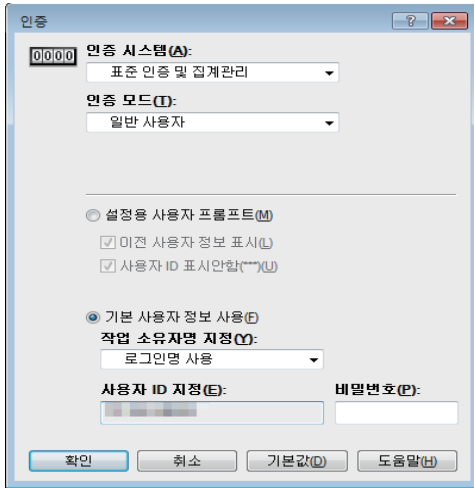 인증
0000
인증 시스템(A):
표준 인증 및 집계관리
인증 모드(T):
일반 사용자
설정용 사용자 프롬프트(M)
이전 사용자 정보 표시(L)
사용자 ID 표시안함(***)(U)
기본 사용자 정보 사용(F)
작업 소유자명 지정(Y):
로그인명 사용
사용자 ID 지정(E): 비밀번호(P):
확인 취소 기본값(D) 도움말(H)